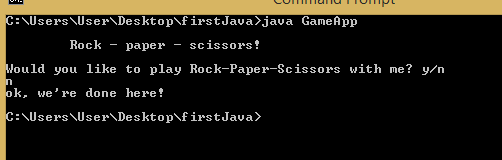 Command Prompt
C:\Users\User\Desktop\firstJava>java GameApp
Rock - paper - scissors!
Would you like to play Rock-Paper-Scissors with me? y/n
n
ok, we're done here!
C:\Users\User\Desktop\firstJava>